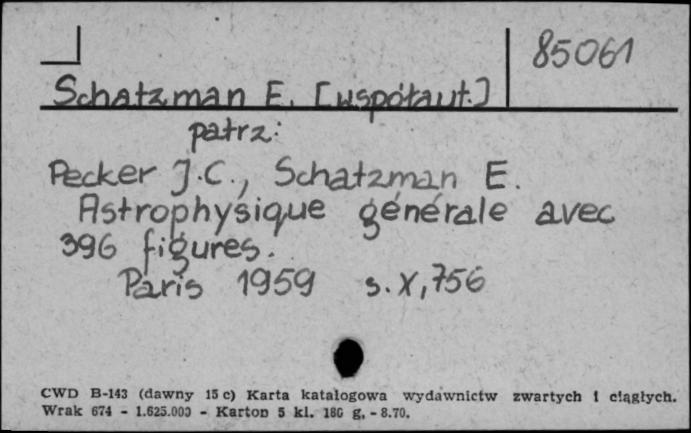 85061
Schatzman E. [współaut.]
patrz:
Pecker J.C., Schatzman E.
Astrophysique générale avec
396 figures.
Paris 1959 s. X, 756
CWD B-143 (dawny 15 c) Karta katalogowa wydawnictw zwartych i ciągłych.
Wrak 674 - 1.625.000 - Karton 5 kl. 180 g. - 8.70.